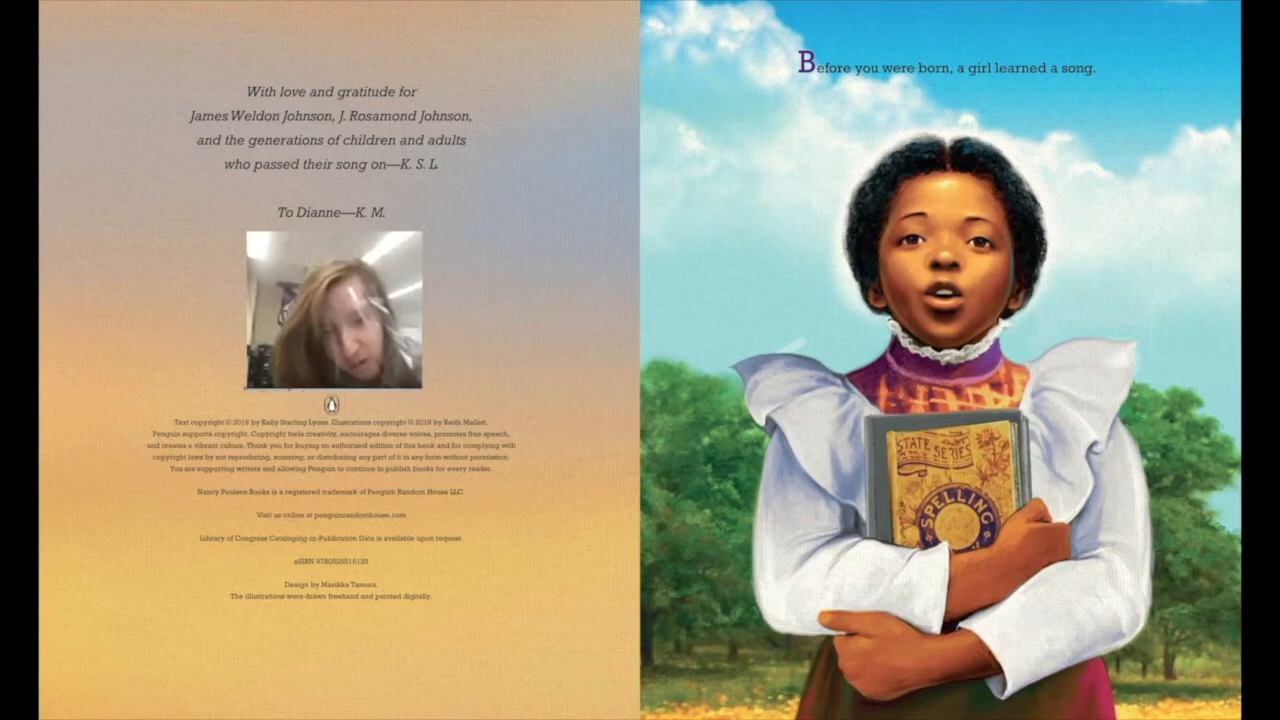 With love and gratitude for
James Weldon Johnson, J. Rosamond Johnson,
and the generations of children and adults
who passed their song on—K. S. L.
To Dianne—K. M.
Text copyright © 2019 by Kelly Starling Lyons. Illustrations copyright © 2019 by Keith Mallett.
Penguin supports copyright. Copyright fuels creativity, encourages diverse voices, promotes free speech,
and creates a vibrant culture. Thank you for buying an authorized edition of this book and for complying with
copyright laws by not reproducing, scanning, or distributing any part of it in any form without permission.
You are supporting writers and allowing Penguin to continue to publish books for every reader.
Nancy Paulsen Books is a registered trademark of Penguin Random House LLC.
Visit us online at penguinrandomhouse.com
Library of Congress Cataloging-in-Publication Data is available upon request.
eISBN 9780525516125
Design by Marikka Tamura.
The illustrations were drawn freehand and painted digitally.
Before you were born, a girl learned a song.
STATE SERIES
SPELLING